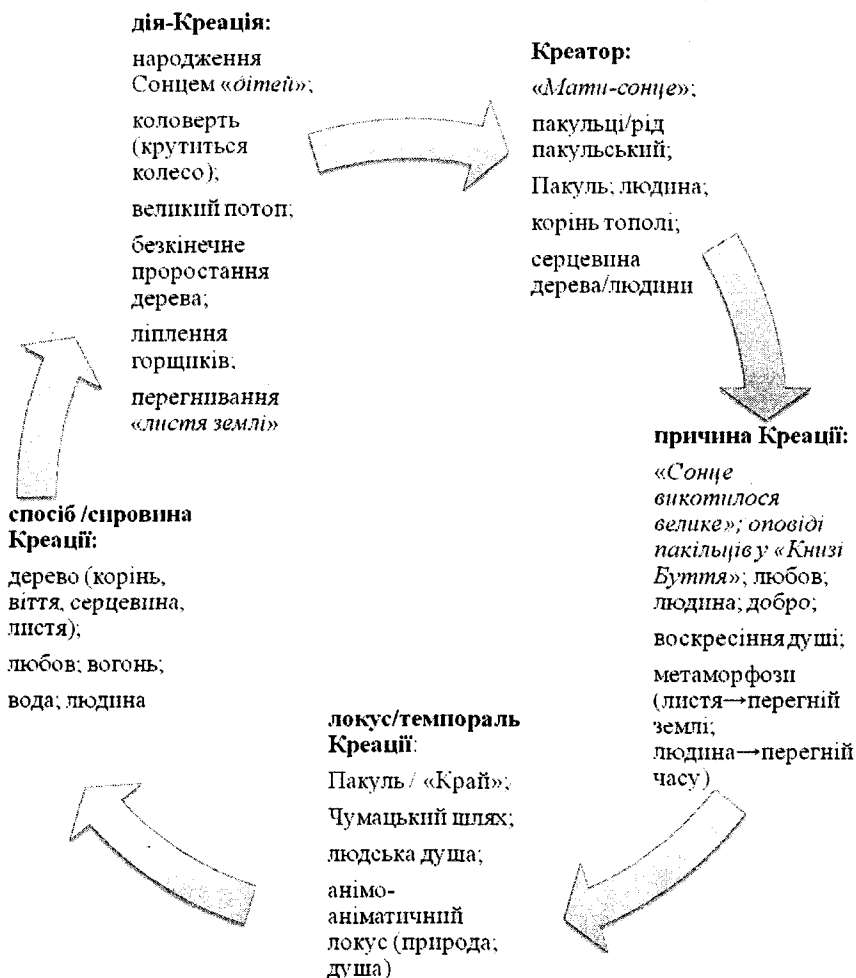 дія-Креація:
народження
Сонцем «дітей»;
коловерть
(крутиться
колесо);
великий потоп;
безкінечне
проростання
дерева;
ліплення
горщиків;
перегнивання
«листя землі»
Креатор:
«Мати-сонце»;
пакульці/рід
пакульський;
Пакуль; людина;
корінь тополі;
серцевина
дерева/людини
причина Креації:
«Сонце
викотилося
велике»; оповіді
пакільців у «Книзі
Буття»; любов;
людина; добро;
воскресіння душі;
метаморфози
(листя→перегній
землі;
людина→перегній
часу)
локус/темпораль
Креації:
Пакуль / «Край»;
Чумацький шлях;
людська душа;
анімо-
аніматичний
локус (природа;
душа)
спосіб /сировина
Креації:
дерево (корінь,
віття, серцевина,
листя);
любов; вогонь;
вода; людина